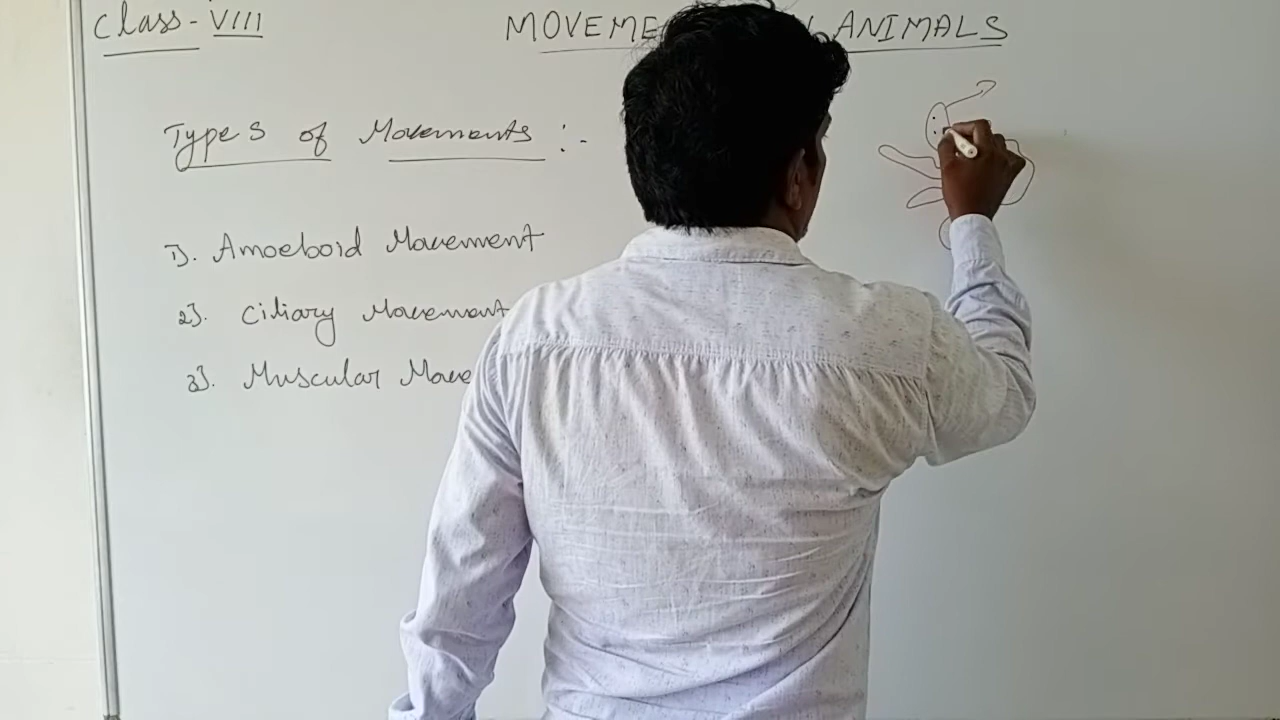 Class - VIII
MOVEME ANIMALS
Types of Movements :-
1). Amoeboid Movement
2). Ciliary Movement
3). Muscular Move